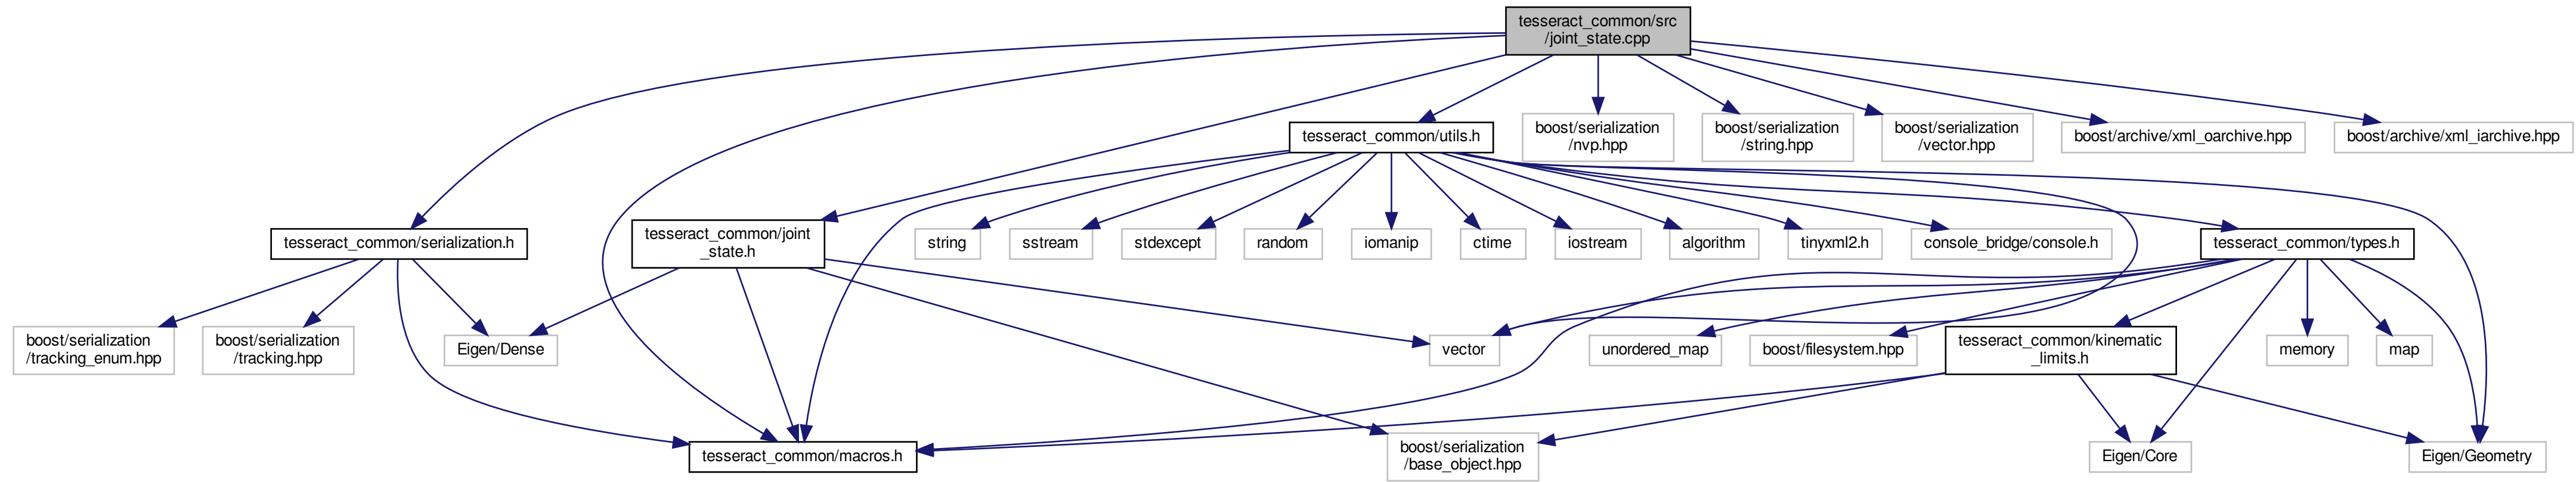 tesseract_common/src
/joint_state.cpp
tesseract_common/utils.h
boost/serialization
/nvp.hpp
boost/serialization
/string.hpp
boost/serialization
/vector.hpp
boost/archive/xml_oarchive.hpp
boost/archive/xml_iarchive.hpp
tesseract_common/serialization.h
tesseract_common/joint
_state.h
string
sstream
stdexcept
random
iomanip
ctime
iostream
algorithm
tinyxml2.h
console_bridge/console.h
tesseract_common/types.h
boost/serialization
/tracking_enum.hpp
boost/serialization
/tracking.hpp
Eigen/Dense
vector
unordered_map
boost/filesystem.hpp
tesseract_common/kinematic
_limits.h
memory
map
tesseract_common/macros.h
boost/serialization
/base_object.hpp
Eigen/Core
Eigen/Geometry